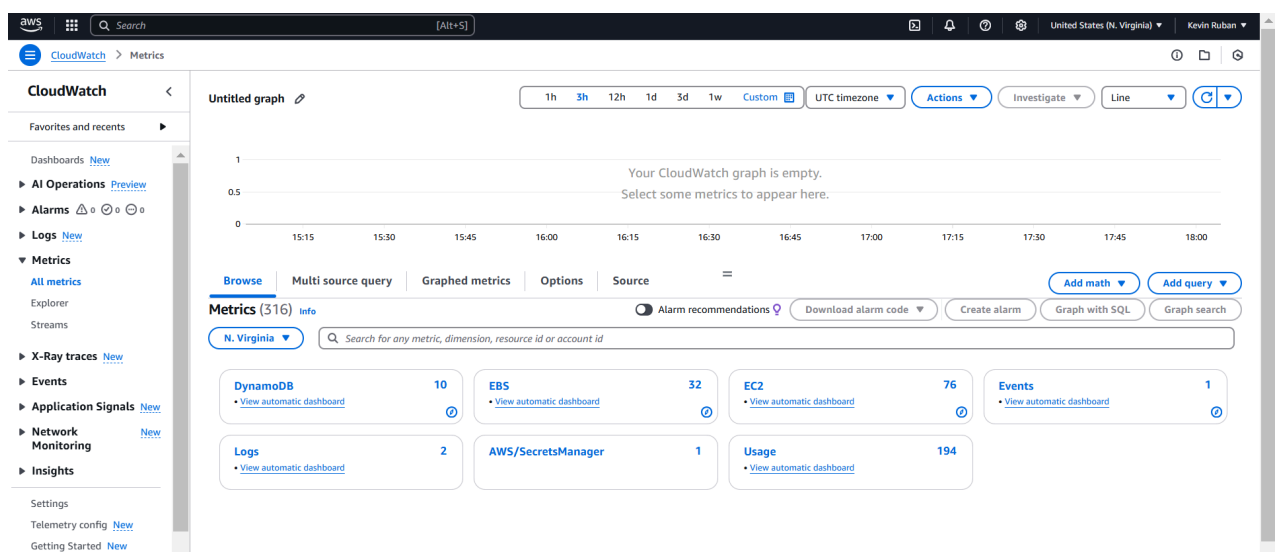 aws Search [Alt+S] United States (N. Virginia) ▼ Kevin Ruban ▼
CloudWatch > Metrics
CloudWatch
Favorites and recents
Dashboards New
AI Operations Preview
Alarms 0 0 0
Logs New
Metrics
All metrics
Explorer
Streams
X-Ray traces New
Events
Application Signals New
Network Monitoring New
Insights
Settings
Telemetry config New
Getting Started New
Untitled graph
1h 3h 12h 1d 3d 1w Custom UTC timezone ▼ Actions ▼ Investigate ▼ Line ▼
1
0.5
0
Your CloudWatch graph is empty.
Select some metrics to appear here.
15:15 15:30 15:45 16:00 16:15 16:30 16:45 17:00 17:15 17:30 17:45 18:00
Browse Multi source query Graphed metrics Options Source Add math ▼ Add query ▼
Metrics (316) Info Alarm recommendations Download alarm code ▼ Create alarm Graph with SQL Graph search
N. Virginia ▼ Search for any metric, dimension, resource id or account id
DynamoDB 10
• View automatic dashboard
EBS 32
• View automatic dashboard
EC2 76
• View automatic dashboard
Events 1
• View automatic dashboard
Logs 2
• View automatic dashboard
AWS/SecretsManager 1
Usage 194
• View automatic dashboard